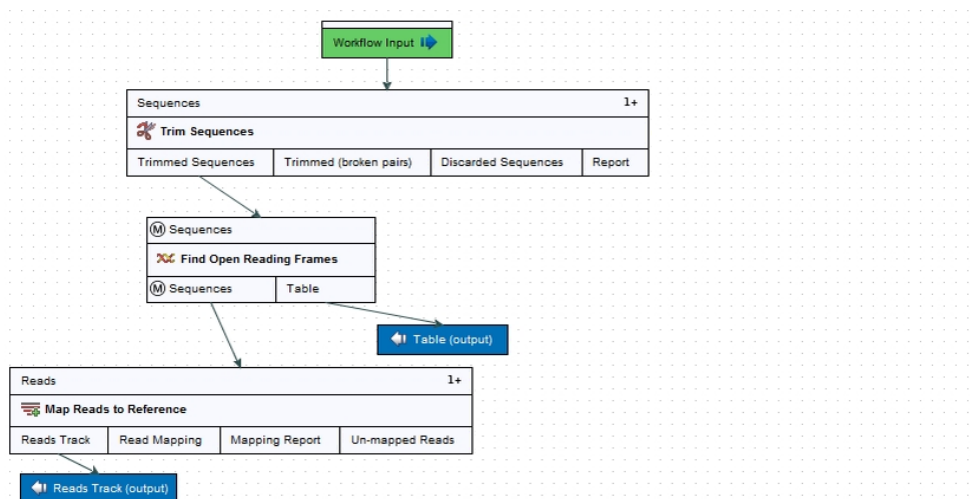 Workflow Input
Sequences 1+
Trim Sequences
Trimmed Sequences Trimmed (broken pairs) Discarded Sequences Report
M Sequences
Find Open Reading Frames
M Sequences Table
Table (output)
Reads 1+
Map Reads to Reference
Reads Track Read Mapping Mapping Report Un-mapped Reads
Reads Track (output)